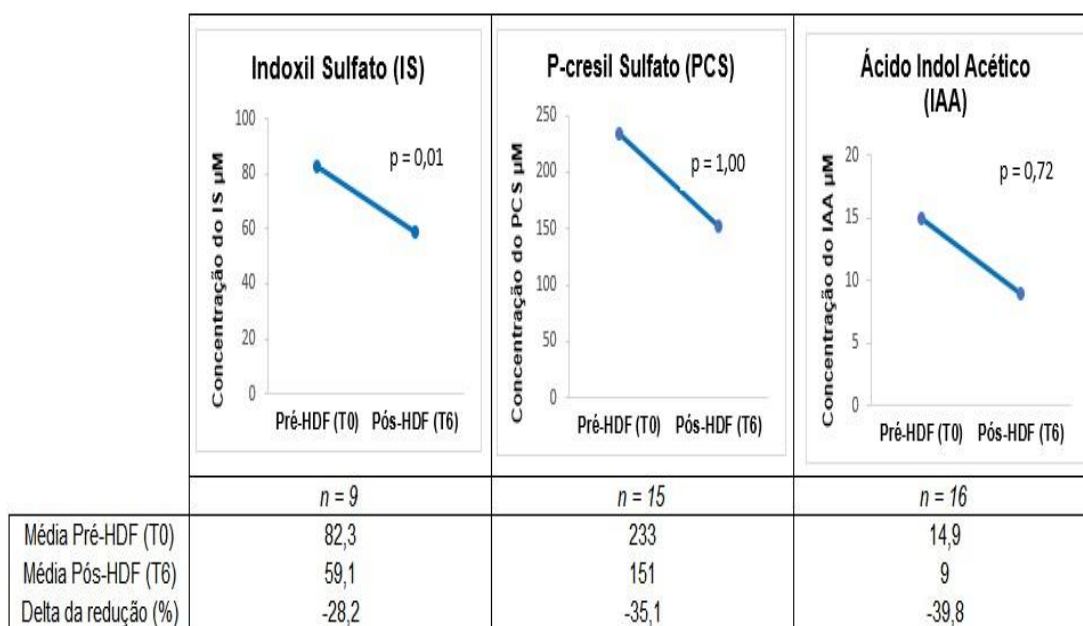 Indoxil Sulfato (IS)
Concentração do IS µM
100
80
60
40
20
0
p = 0,01
Pré-HDF (T0) Pós-HDF (T6)
P-cresil Sulfato (PCS)
Concentração do PCS µM
250
200
150
100
50
0
p = 1,00
Pré-HDF (T0) Pós-HDF (T6)
Ácido Indol Acético
(IAA)
Concentração do IAA µM
20
15
10
5
0
p = 0,72
Pré-HDF (T0) Pós-HDF (T6)
n = 9 n = 15 n = 16
Média Pré-HDF (T0) 82,3 233 14,9
Média Pós-HDF (T6) 59,1 151 9
Delta da redução (%) -28,2 -35,1 -39,8